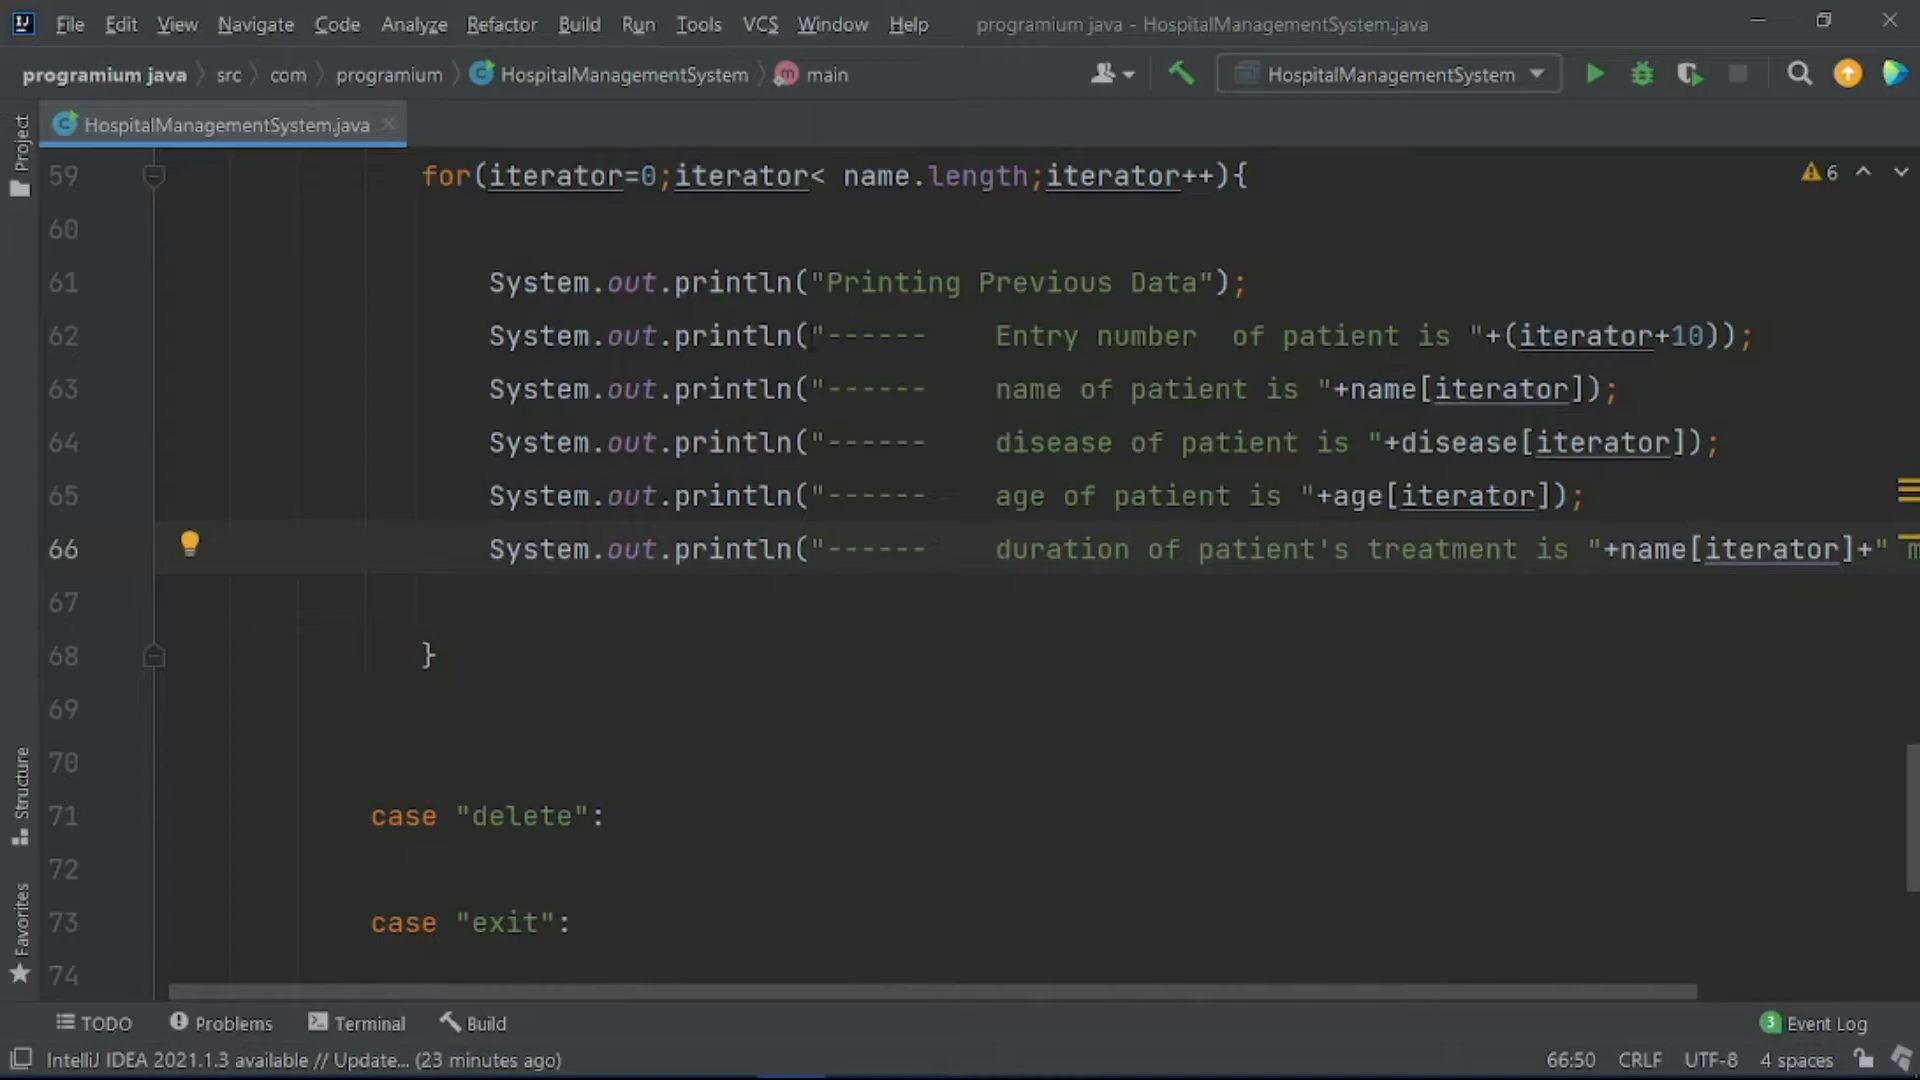 File Edit View Navigate Code Analyze Refactor Build Run Tools VCS Window Help programium java - HospitalManagementSystem.java
programium java src com programium HospitalManagementSystem main HospitalManagementSystem
HospitalManagementSystem.java
Project
59 for(iterator=0;iterator< name.length;iterator++){ 6
60
61 System.out.println("Printing Previous Data");
62 System.out.println("------    Entry number  of patient is "+(iterator+10));
63 System.out.println("------    name of patient is "+name[iterator]);
64 System.out.println("------    disease of patient is "+disease[iterator]);
65 System.out.println("------    age of patient is "+age[iterator]);
66 System.out.println("------    duration of patient's treatment is "+name[iterator]+" m
67
68 }
69
70
71 case "delete":
72
73 case "exit":
74
Structure
Favorites
TODO Problems Terminal Build 3 Event Log
IntelliJ IDEA 2021.1.3 available // Update... (23 minutes ago) 66:50 CRLF UTF-8 4 spaces